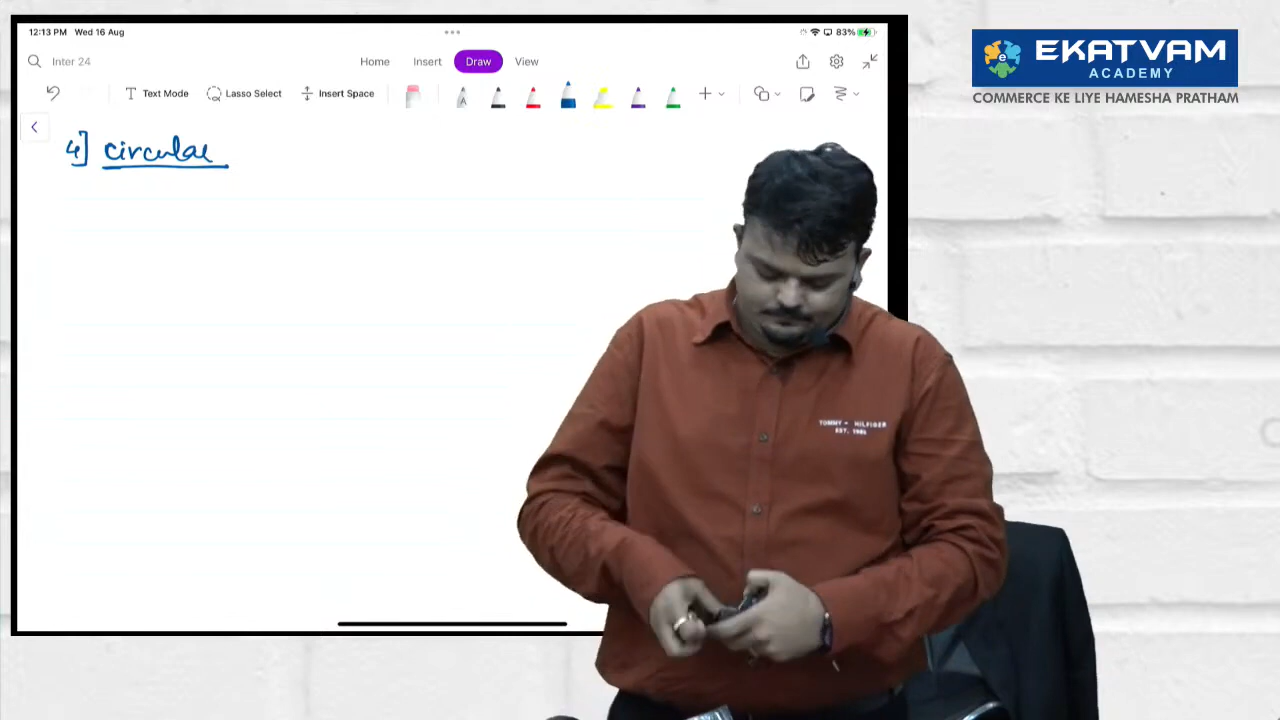 12:13 PM Wed 16 Aug
83%
Inter 24
Home Insert Draw View
Text Mode Lasso Select Insert Space
4] circular
EKATVAM
ACADEMY
COMMERCE KE LIYE HAMESHA PRATHAM
TOMMY HILFIGER
EST. 1985